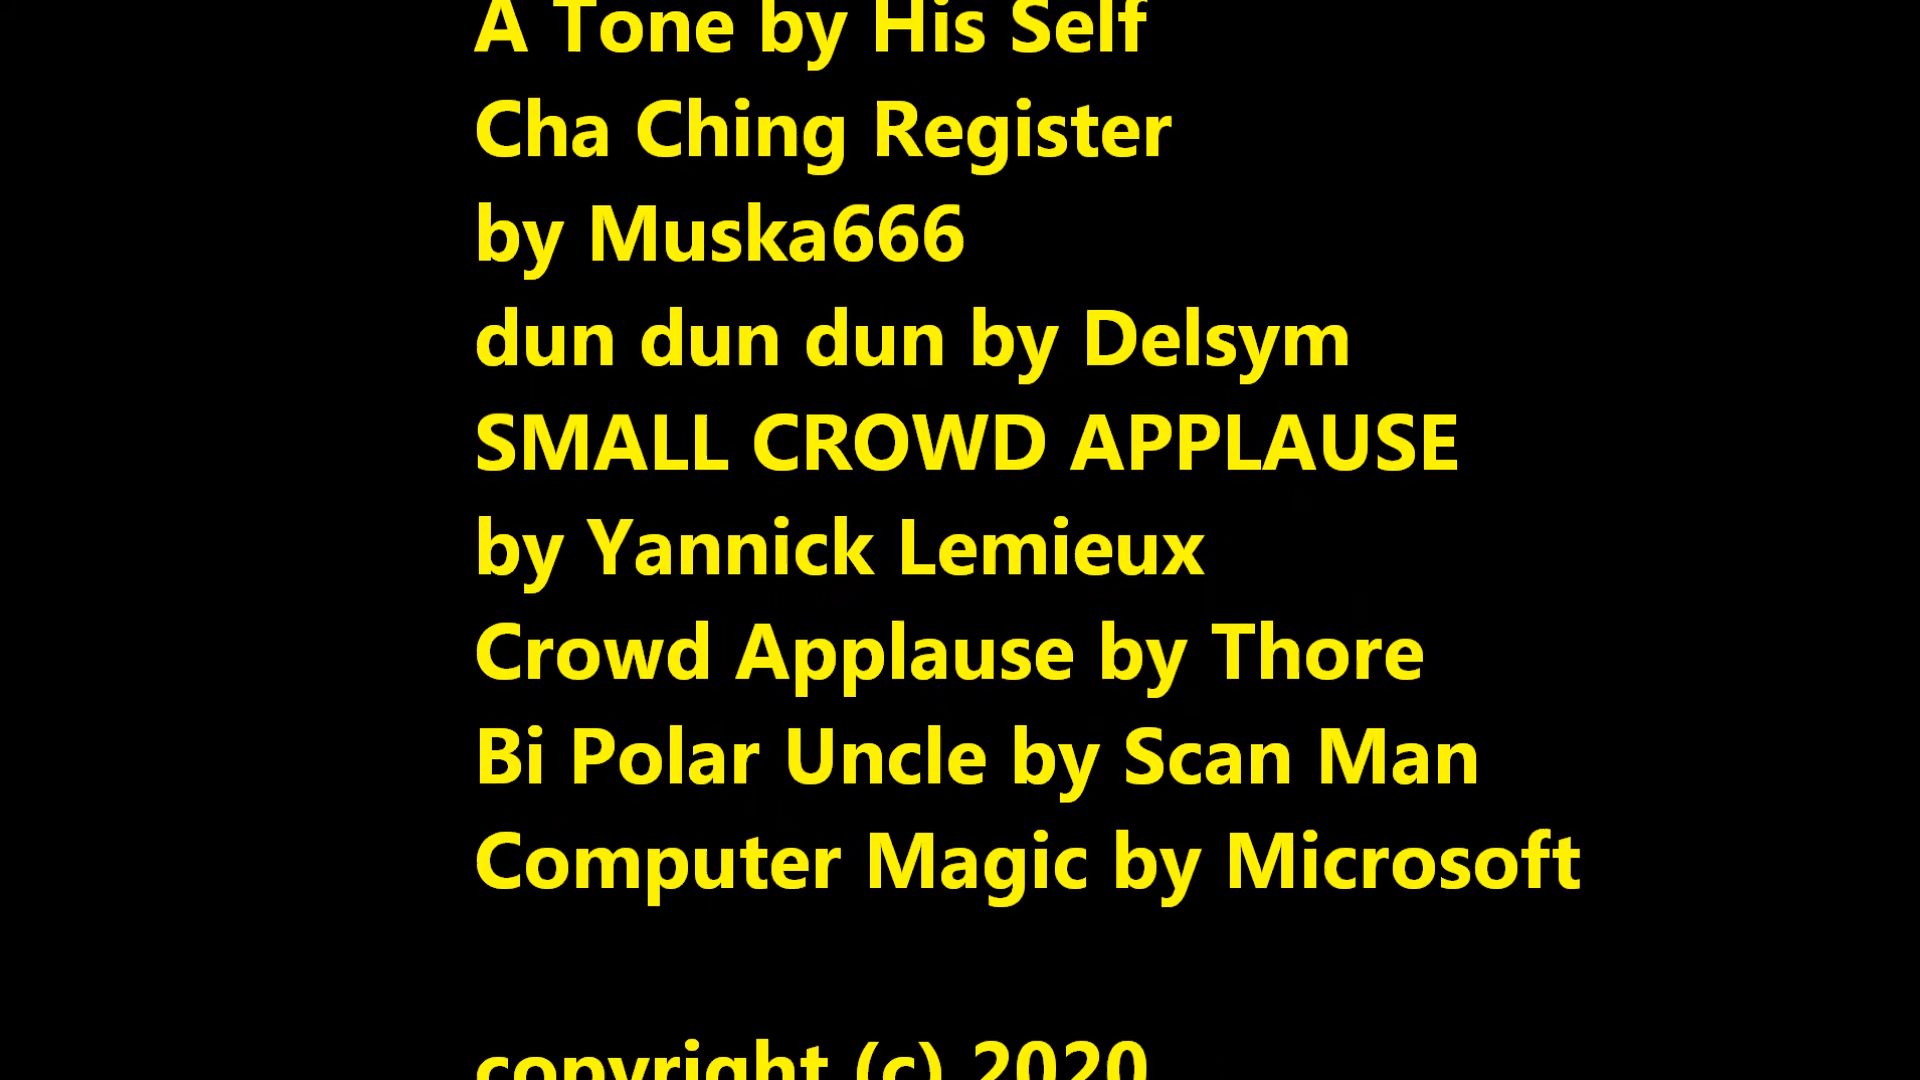 A Tone by His Self
Cha Ching Register
by Muska666
dun dun dun by Delsym
SMALL CROWD APPLAUSE
by Yannick Lemieux
Crowd Applause by Thore
Bi Polar Uncle by Scan Man
Computer Magic by Microsoft
copyright (c) 2020